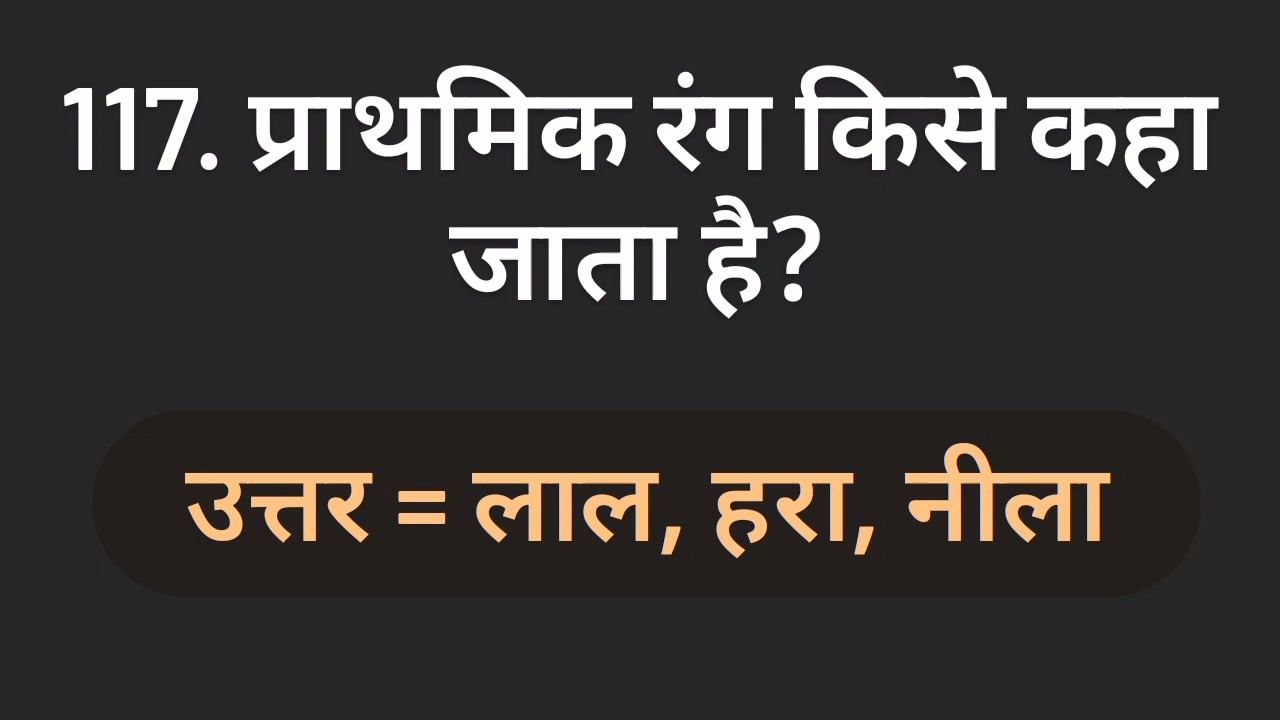 117. प्राथमिक रंग किसे कहा
जाता है?
उत्तर = लाल, हरा, नीला